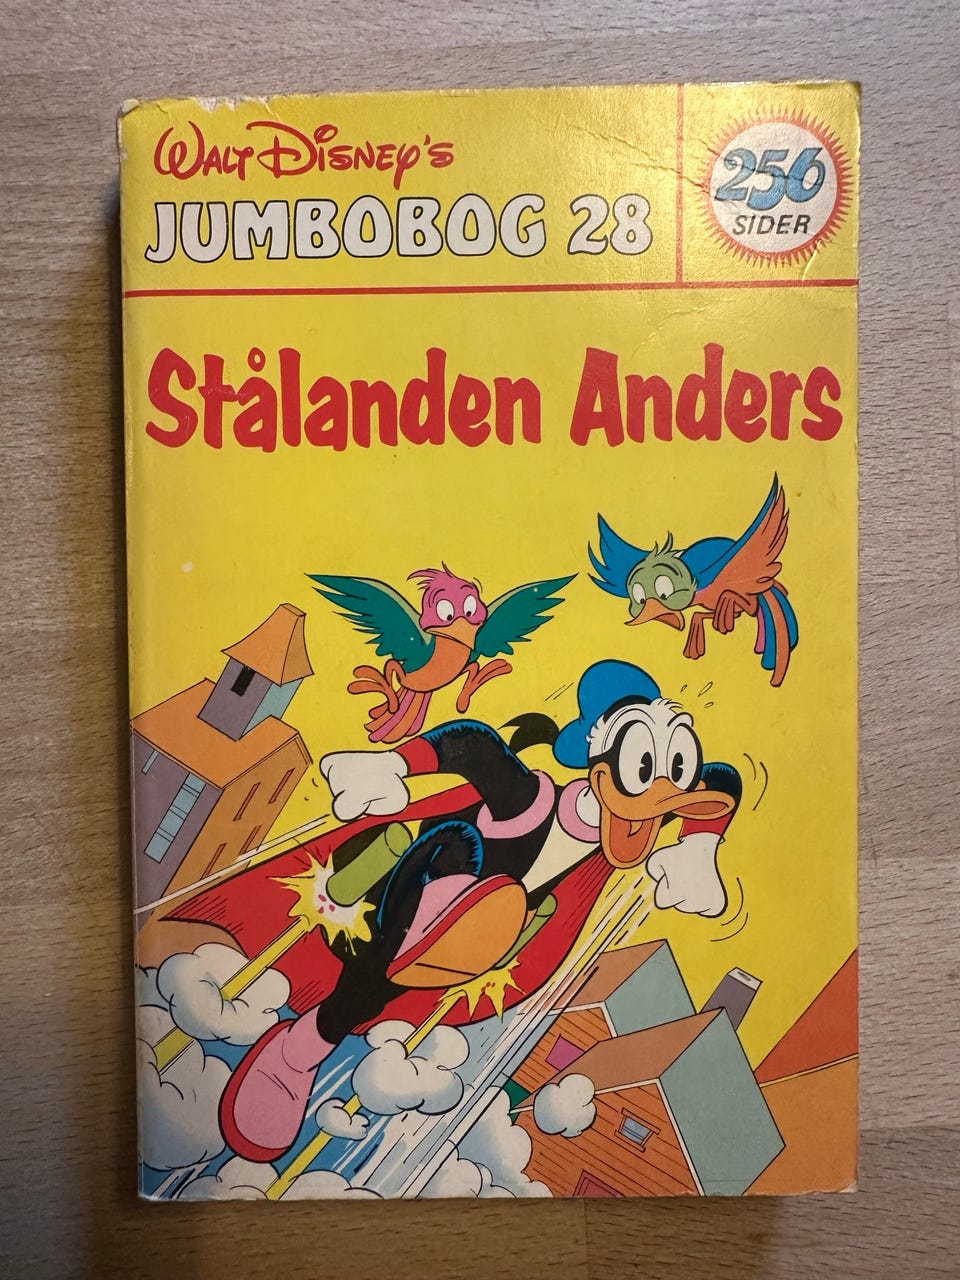 WALT DISNEY'S
JUMBOBOG 28
256
SIDER
Stålanden Anders